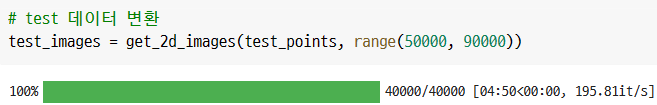 # test 데이터 변환
test_images = get_2d_images(test_points, range(50000, 90000))
100% 40000/40000 [04:50<00:00, 195.81it/s]